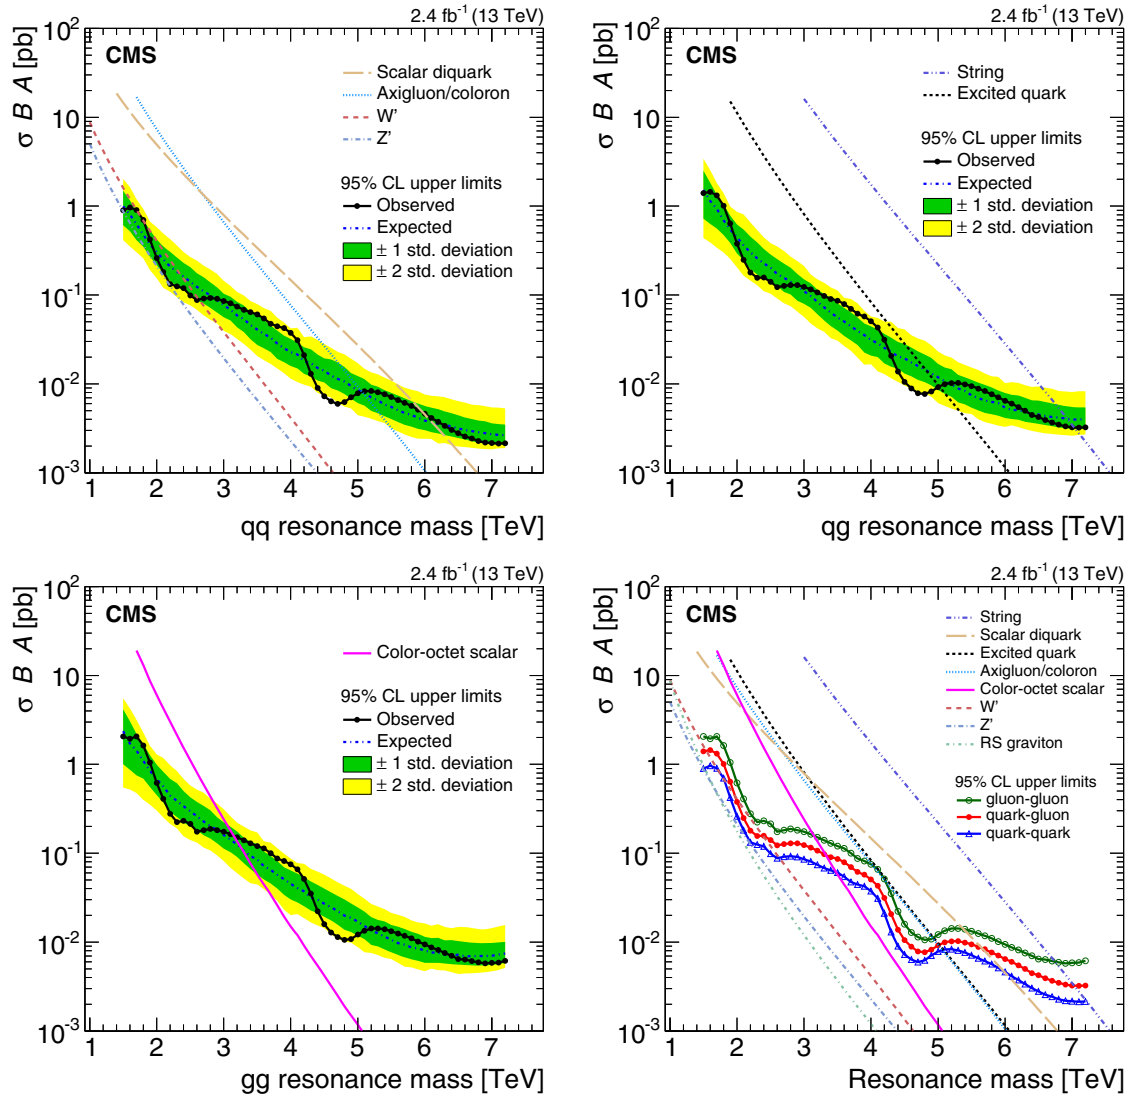 2.4 fb⁻¹ (13 TeV)
CMS
σ B A [pb]
10²
10
1
10⁻¹
10⁻²
10⁻³
Scalar diquark
Axigluon/coloron
W'
Z'
95% CL upper limits
Observed
Expected
± 1 std. deviation
± 2 std. deviation
1 2 3 4 5 6 7
qq resonance mass [TeV]
2.4 fb⁻¹ (13 TeV)
CMS
σ B A [pb]
10²
10
1
10⁻¹
10⁻²
10⁻³
String
Excited quark
95% CL upper limits
Observed
Expected
± 1 std. deviation
± 2 std. deviation
1 2 3 4 5 6 7
qg resonance mass [TeV]
2.4 fb⁻¹ (13 TeV)
CMS
σ B A [pb]
10²
10
1
10⁻¹
10⁻²
10⁻³
Color-octet scalar
95% CL upper limits
Observed
Expected
± 1 std. deviation
± 2 std. deviation
1 2 3 4 5 6 7
gg resonance mass [TeV]
2.4 fb⁻¹ (13 TeV)
CMS
σ B A [pb]
10²
10
1
10⁻¹
10⁻²
10⁻³
String
Scalar diquark
Excited quark
Axigluon/coloron
Color-octet scalar
W'
Z'
RS graviton
95% CL upper limits
gluon-gluon
quark-gluon
quark-quark
1 2 3 4 5 6 7
Resonance mass [TeV]